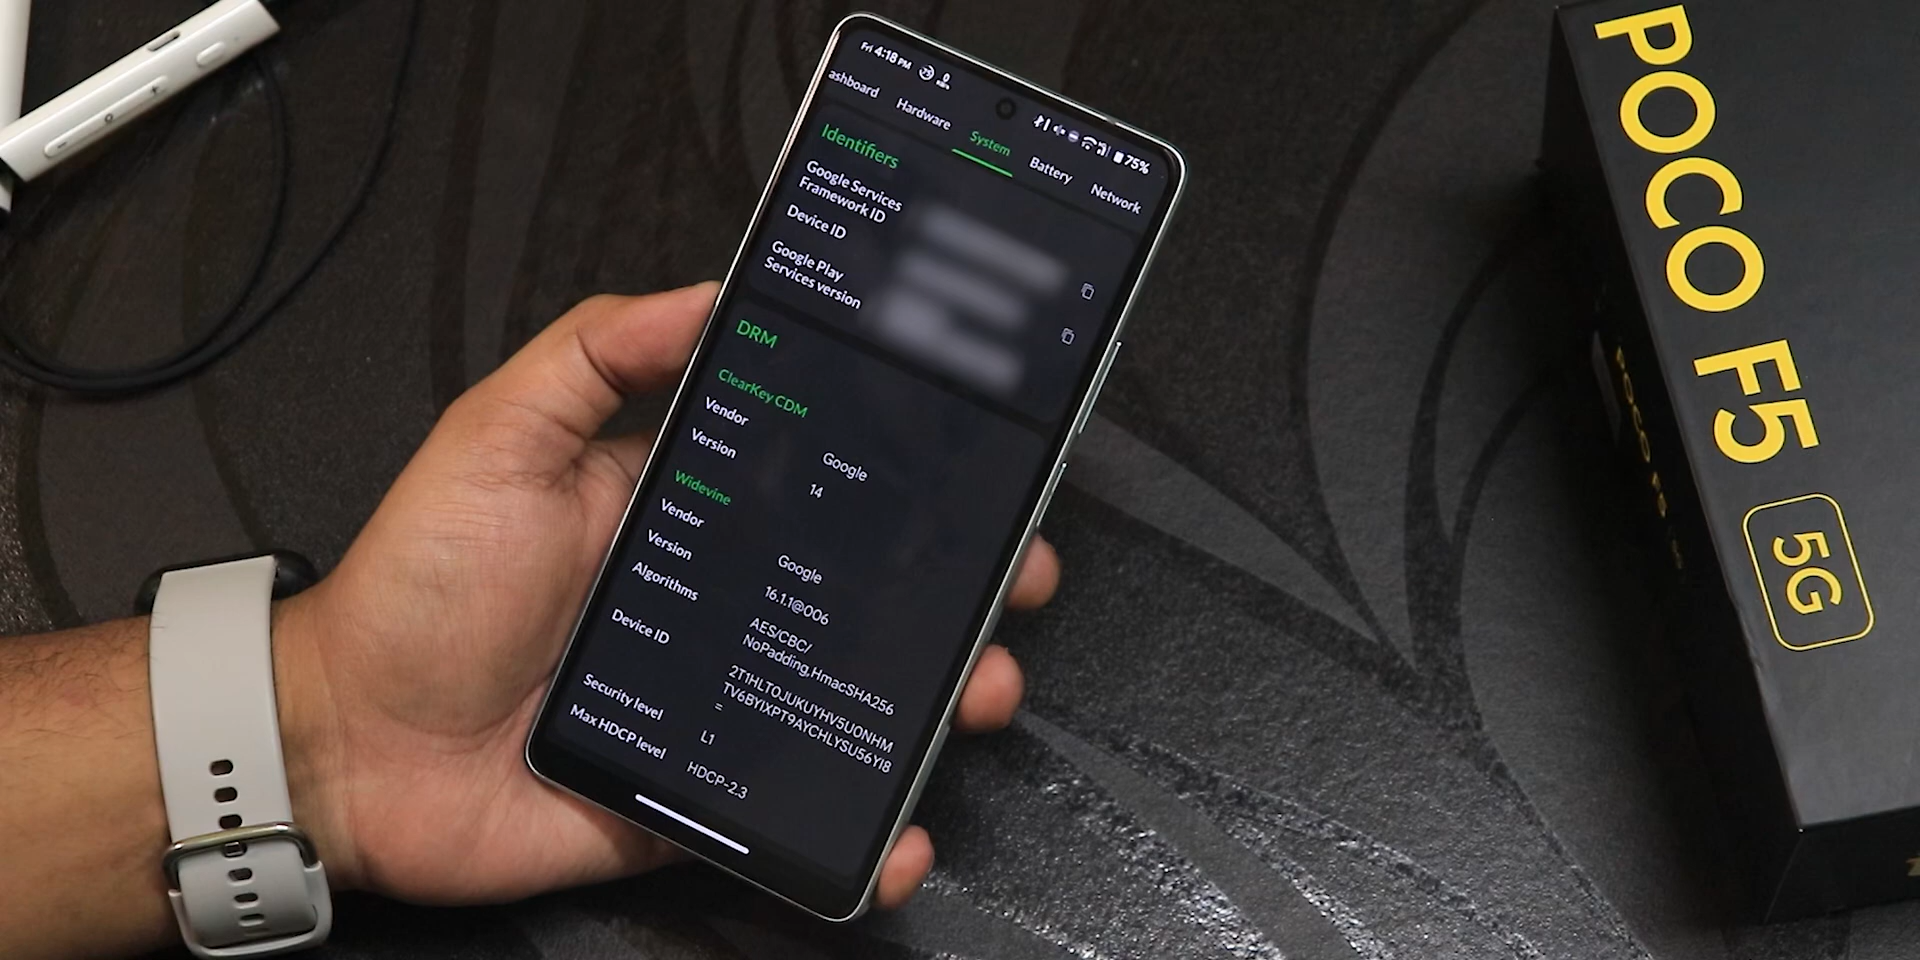 Fri 4:18 PM
75%
ashboard
Hardware
System
Battery
Network
Identifiers
Google Services
Framework ID
Device ID
Google Play
Services version
DRM
ClearKey CDM
Vendor
Google
Version
14
Widevine
Vendor
Google
Version
16.1.1@006
Algorithms
AES/CBC/
NoPadding,HmacSHA256
Device ID
2T1HLT0JUKUYHV5U0NHM
TV6BYIXPT9AYCHLYSU56YI8
=
Security level
L1
Max HDCP level
HDCP-2.3
POCO F5
5G